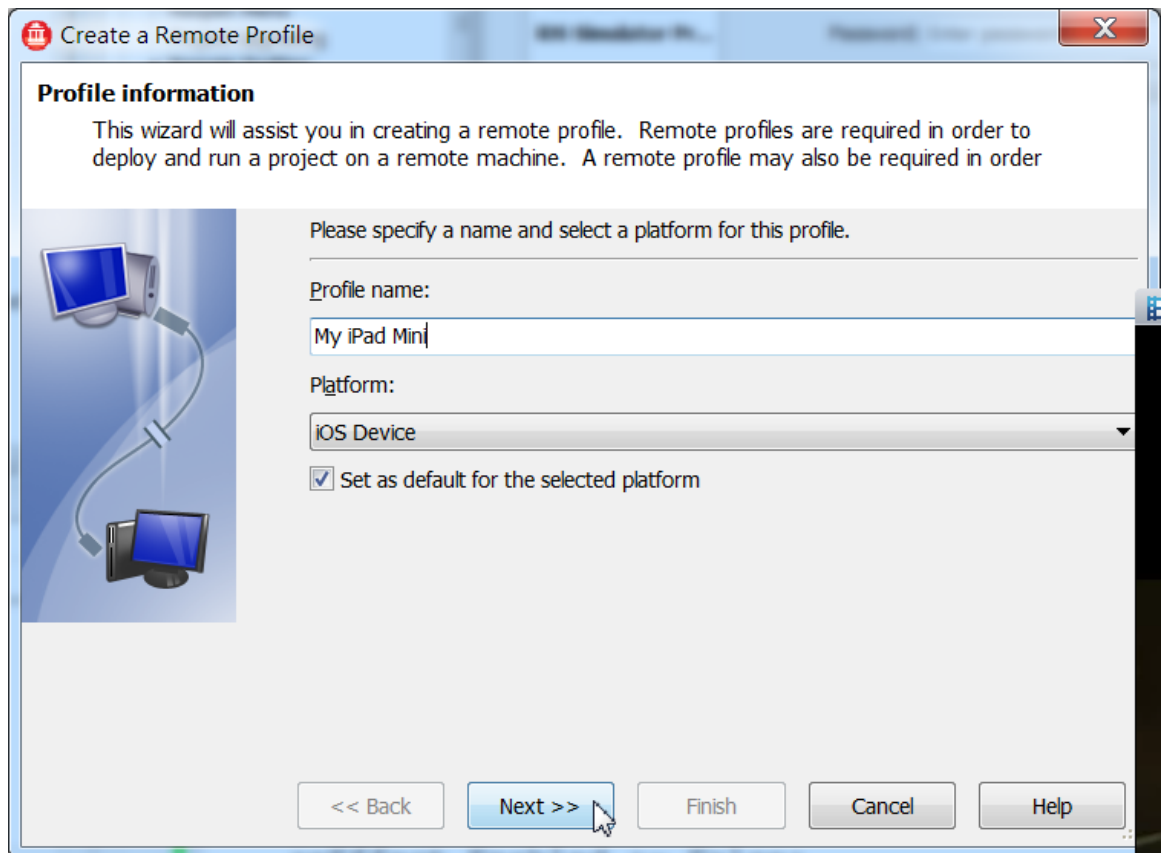 Create a Remote Profile
Profile information
This wizard will assist you in creating a remote profile. Remote profiles are required in order to
deploy and run a project on a remote machine. A remote profile may also be required in order
Please specify a name and select a platform for this profile.
Profile name:
My iPad Mini
Platform:
iOS Device
Set as default for the selected platform
<< Back
Next >>
Finish
Cancel
Help